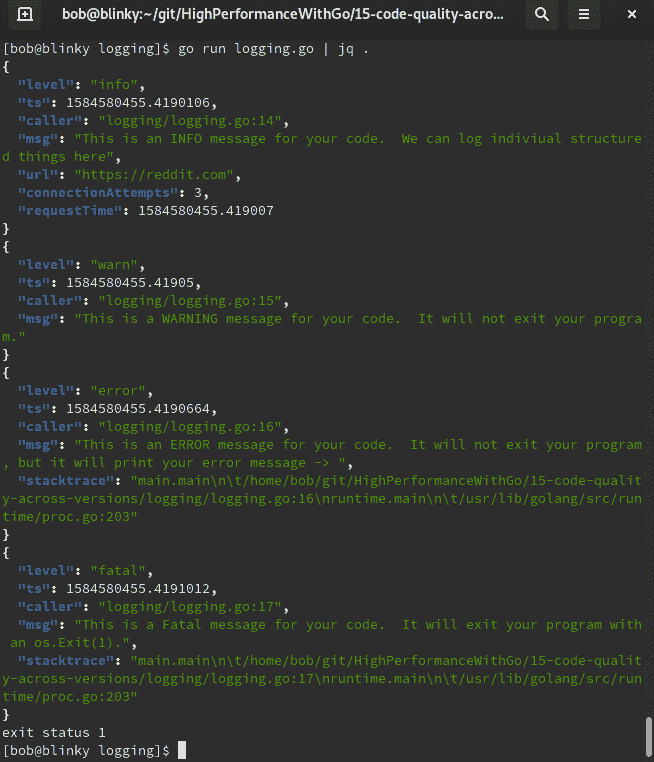 bob@blinky:~/git/HighPerformanceWithGo/15-code-quality-acro...
[bob@blinky logging]$ go run logging.go | jq .
{
  "level": "info",
  "ts": 1584580455.4190106,
  "caller": "logging/logging.go:14",
  "msg": "This is an INFO message for your code.  We can log indiviual structure
d things here",
  "url": "https://reddit.com",
  "connectionAttempts": 3,
  "requestTime": 1584580455.419007
}
{
  "level": "warn",
  "ts": 1584580455.41905,
  "caller": "logging/logging.go:15",
  "msg": "This is a WARNING message for your code.  It will not exit your progra
m."
}
{
  "level": "error",
  "ts": 1584580455.4190664,
  "caller": "logging/logging.go:16",
  "msg": "This is an ERROR message for your code.  It will not exit your program
, but it will print your error message -> ",
  "stacktrace": "main.main\n\t/home/bob/git/HighPerformanceWithGo/15-code-qualit
y-across-versions/logging/logging.go:16\nruntime.main\n\t/usr/lib/golang/src/run
time/proc.go:203"
}
{
  "level": "fatal",
  "ts": 1584580455.4191012,
  "caller": "logging/logging.go:17",
  "msg": "This is a Fatal message for your code.  It will exit your program with
 an os.Exit(1).",
  "stacktrace": "main.main\n\t/home/bob/git/HighPerformanceWithGo/15-code-qualit
y-across-versions/logging/logging.go:17\nruntime.main\n\t/usr/lib/golang/src/run
time/proc.go:203"
}
exit status 1
[bob@blinky logging]$